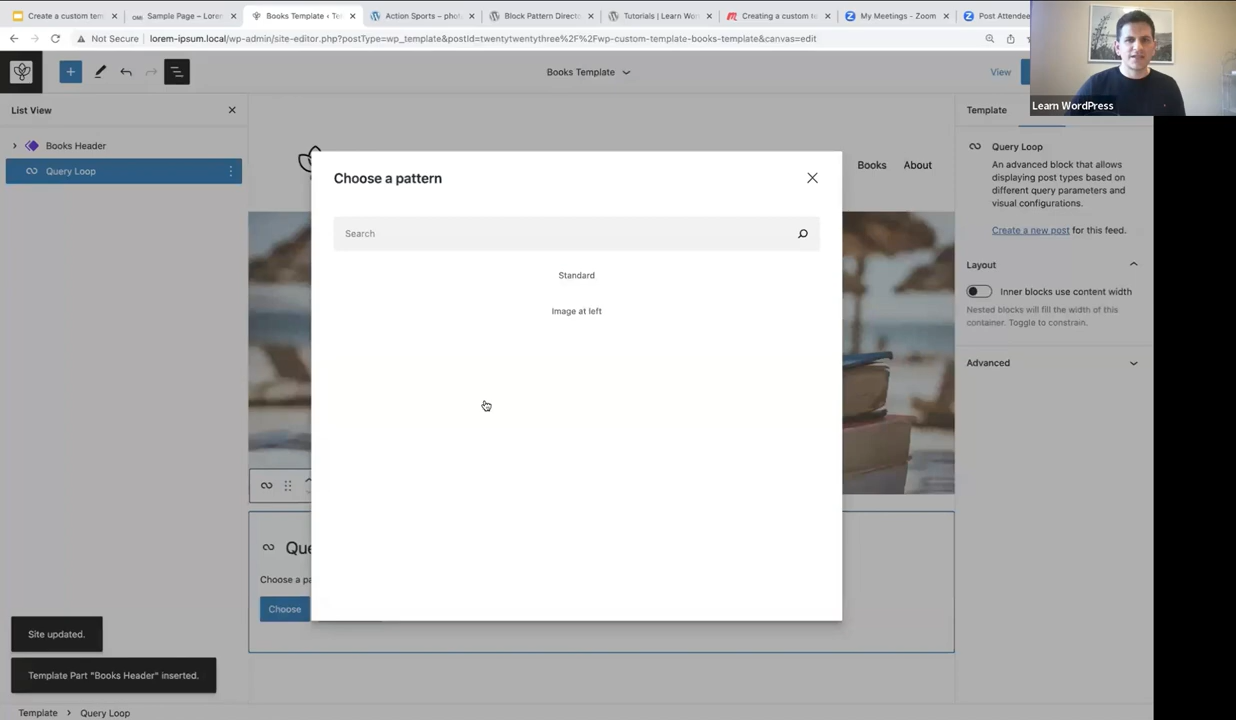 Create a custom tem
Sample Page – Loren
Books Template ‹ Te
Action Sports – pho
Block Pattern Direct
Tutorials | Learn Wo
Creating a custom te
My Meetings - Zoom
Post Attendee
Not Secure
lorem-ipsum.local/wp-admin/site-editor.php?postType=wp_template&postId=twentytwentythree%2F%2Fwp-custom-template-books-template&canvas=edit
Books Template
View
Learn WordPress
List View
Template
Books Header
Query Loop
Books
About
Choose a pattern
Search
Standard
Image at left
Query Loop
An advanced block that allows
displaying post types based on
different query parameters and
visual configurations.
Create a new post for this feed.
Layout
Inner blocks use content width
Nested blocks will fill the width of this
container. Toggle to constrain.
Advanced
Que
Choose a pa
Choose
Site updated.
Template Part "Books Header" inserted.
Template > Query Loop